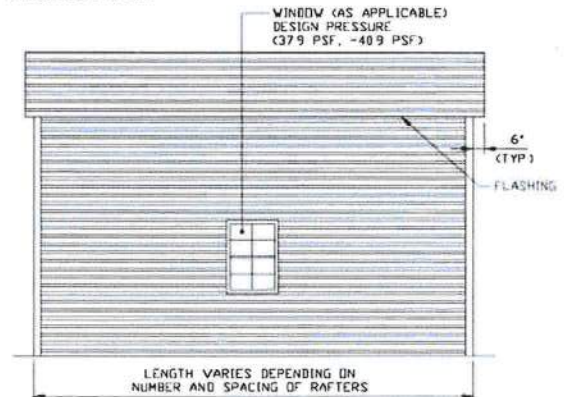 WINDOW (AS APPLICABLE)
DESIGN PRESSURE
(37.9 PSF, -40.9 PSF)
6"
(TYP)
FLASHING
LENGTH VARIES DEPENDING ON
NUMBER AND SPACING OF RAFTERS